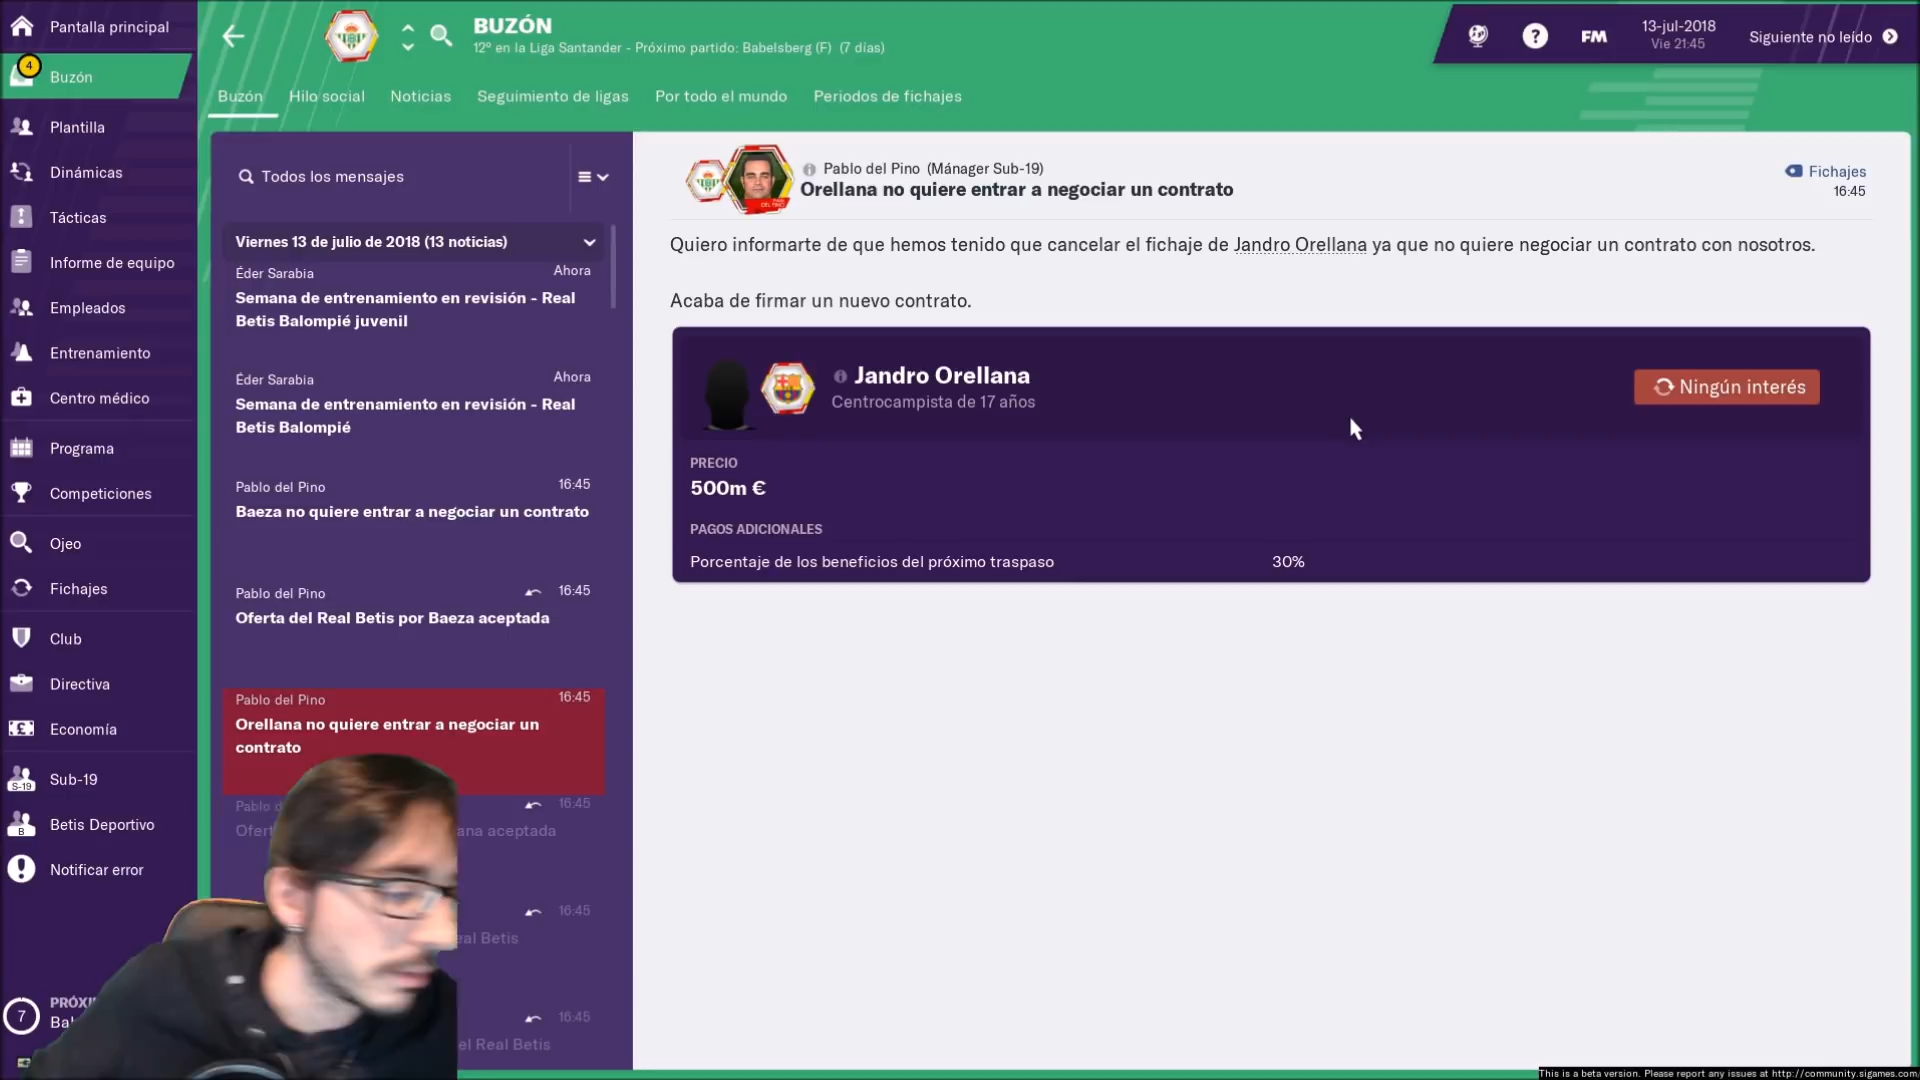 Pantalla principal
4
Buzón
Plantilla
Dinámicas
Tácticas
Informe de equipo
Empleados
Entrenamiento
Centro médico
Programa
Competiciones
Ojeo
Fichajes
Club
Directiva
Economía
S-19
Sub-19
B
Betis Deportivo
Notificar error
7
BUZÓN
12º en la Liga Santander - Próximo partido: Babelsberg (F) (7 días)
FM
13-jul-2018
Vie 21:45
Siguiente no leído
Buzón
Hilo social
Noticias
Seguimiento de ligas
Por todo el mundo
Periodos de fichajes
Todos los mensajes
Viernes 13 de julio de 2018 (13 noticias)
Éder Sarabia
Ahora
Semana de entrenamiento en revisión - Real
Betis Balompié juvenil
Éder Sarabia
Ahora
Semana de entrenamiento en revisión - Real
Betis Balompié
Pablo del Pino
16:45
Baeza no quiere entrar a negociar un contrato
Pablo del Pino
16:45
Oferta del Real Betis por Baeza aceptada
Pablo del Pino
16:45
Orellana no quiere entrar a negociar un
contrato
Pablo
16:45
aceptada
16:45
Betis
16:45
el Real Betis
Pablo del Pino (Mánager Sub-19)
Orellana no quiere entrar a negociar un contrato
Fichajes
16:45
Quiero informarte de que hemos tenido que cancelar el fichaje de Jandro Orellana ya que no quiere negociar un contrato con nosotros.
Acaba de firmar un nuevo contrato.
Jandro Orellana
Centrocampista de 17 años
Ningún interés
PRECIO
500m €
PAGOS ADICIONALES
Porcentaje de los beneficios del próximo traspaso
30%
This is a beta version. Please report any issues at http://community.sigames.com